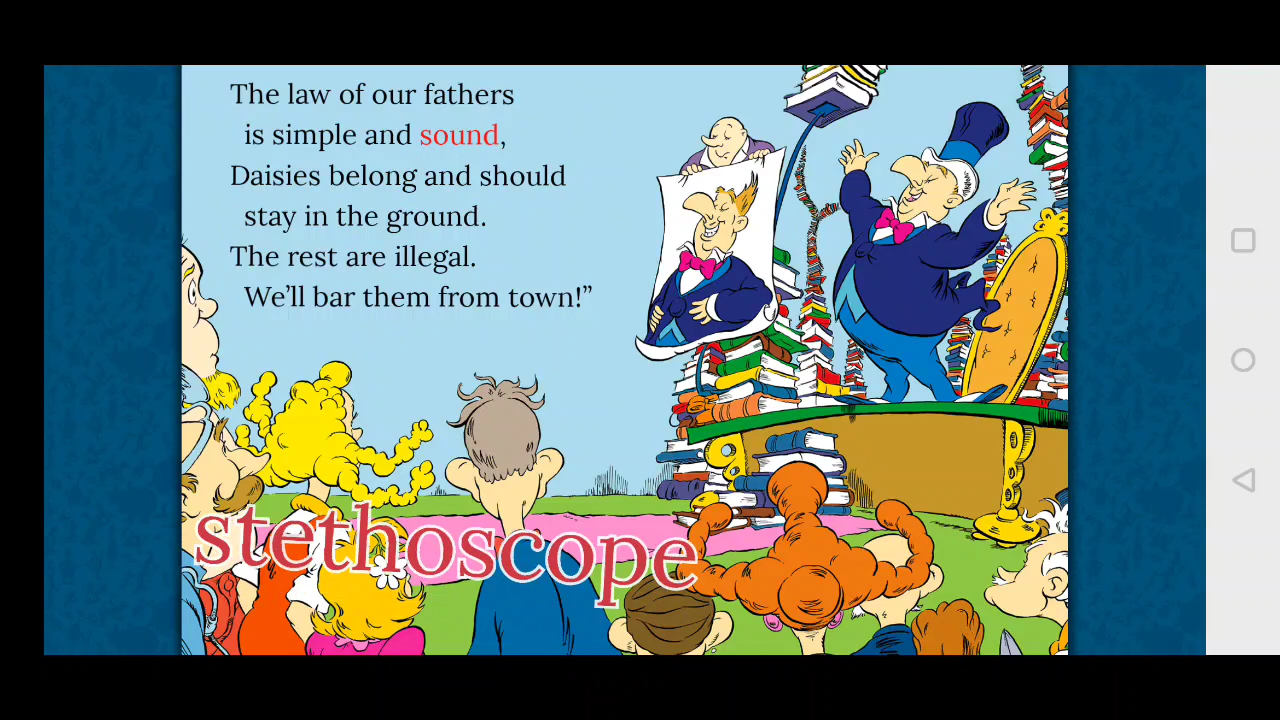 The law of our fathers
is simple and sound,
Daisies belong and should
stay in the ground.
The rest are illegal.
We’ll bar them from town!”
stethoscope